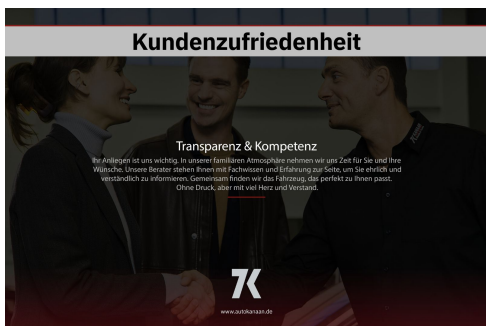 Kundenzufriedenheit
Transparenz & Kompetenz
Ihr Anliegen ist uns wichtig. In unserer familiären Atmosphäre nehmen wir uns Zeit für Sie und Ihre
Wünsche. Unsere Berater stehen Ihnen mit Fachwissen und Erfahrung zur Seite, um Sie ehrlich und
verständlich zu informieren. Gemeinsam finden wir das Fahrzeug, das perfekt zu Ihnen passt.
Ohne Druck, aber mit viel Herz und Verstand.
7K
www.autokanaan.de